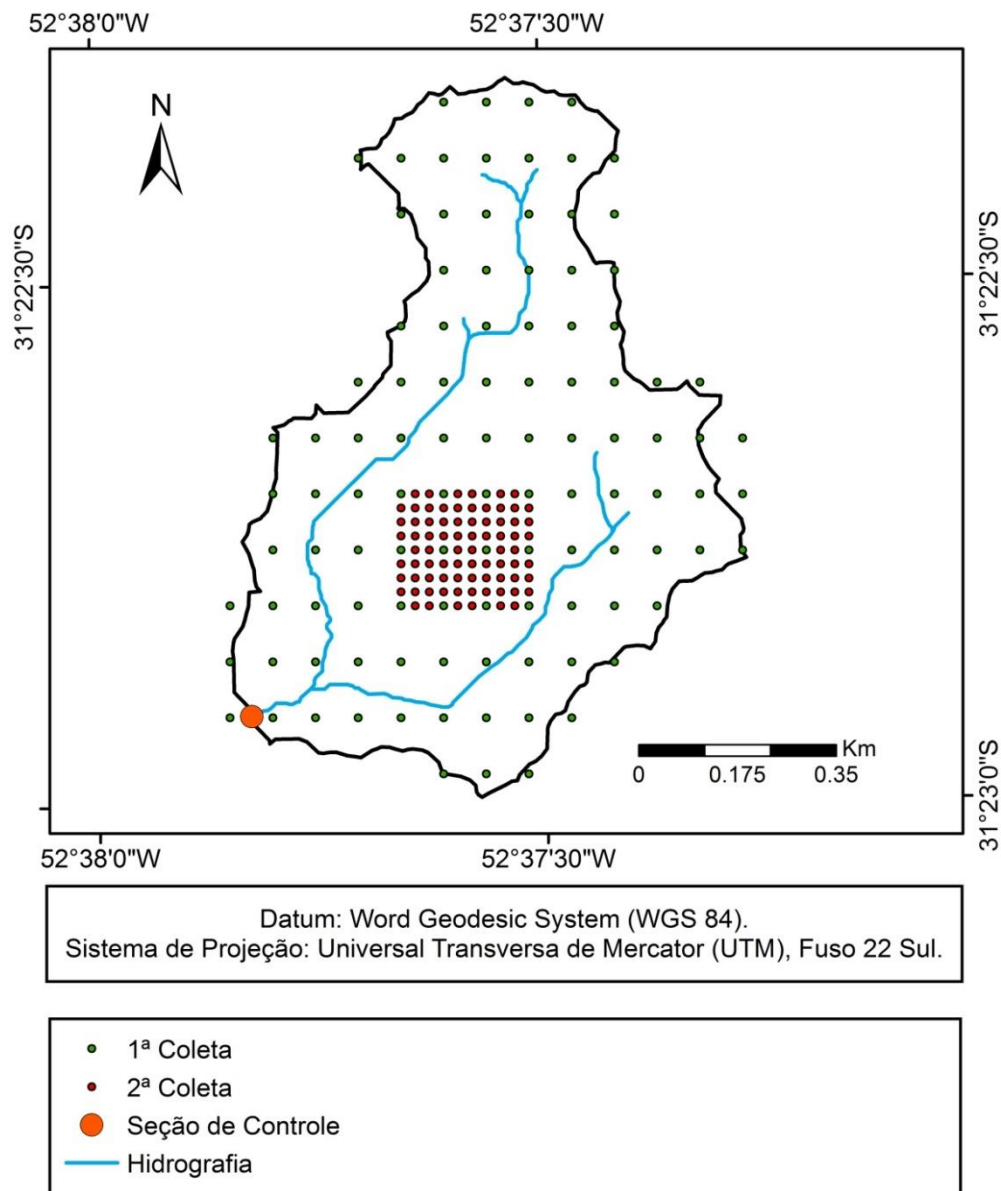 52°38'0"W
52°37'30"W
N
31°22'30"S
31°22'30"S
Km
0
0.175
0.35
31°23'0"S
52°38'0"W
52°37'30"W
Datum: Word Geodesic System (WGS 84).
Sistema de Projeção: Universal Transversa de Mercator (UTM), Fuso 22 Sul.
1ª Coleta
2ª Coleta
Seção de Controle
Hidrografia